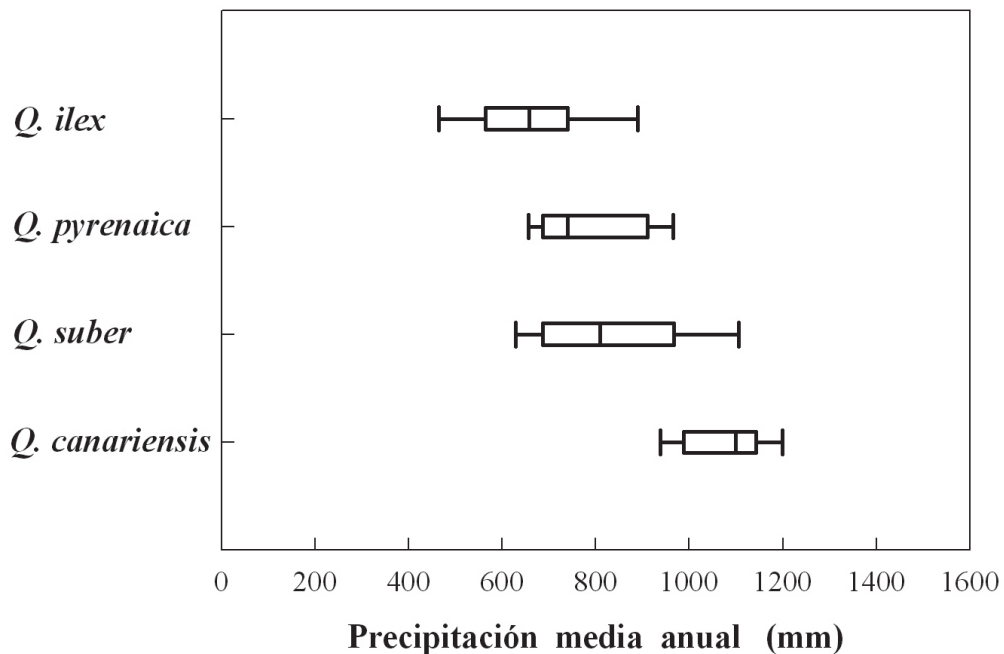 Q. ilex
Q. pyrenaica
Q. suber
Q. canariensis
0 200 400 600 800 1000 1200 1400 1600
Precipitación media anual (mm)